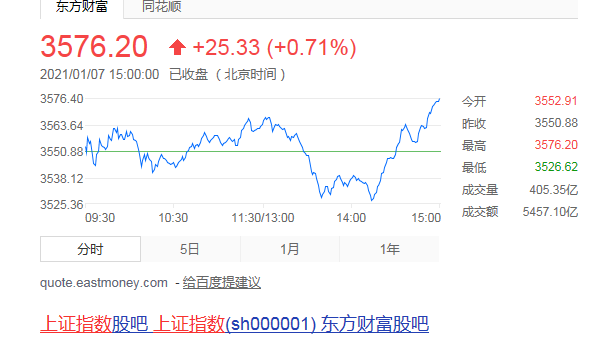 东方财富 同花顺
3576.20 +25.33 (+0.71%)
2021/01/07 15:00:00 已收盘 (北京时间)
3576.40
3563.64
3550.88
3538.12
3525.36
09:30 10:30 11:30/13:00 14:00 15:00
今开 3552.91
昨收 3550.88
最高 3576.20
最低 3526.62
成交量 405.35亿
成交额 5457.10亿
分时 5日 1月 1年
quote.eastmoney.com - 给百度提建议
上证指数股吧_上证指数(sh000001)_东方财富股吧